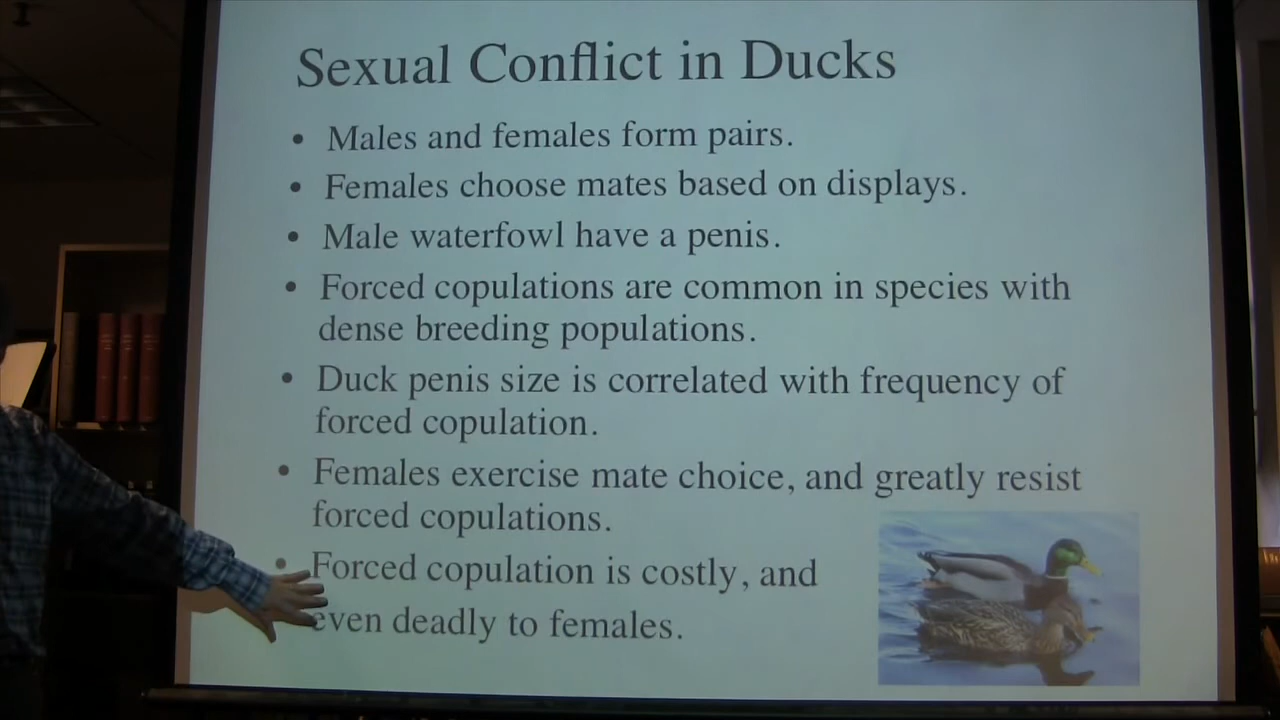 Sexual Conflict in Ducks
• Males and females form pairs.
• Females choose mates based on displays.
• Male waterfowl have a penis.
• Forced copulations are common in species with
dense breeding populations.
• Duck penis size is correlated with frequency of
forced copulation.
• Females exercise mate choice, and greatly resist
forced copulations.
• Forced copulation is costly, and
even deadly to females.